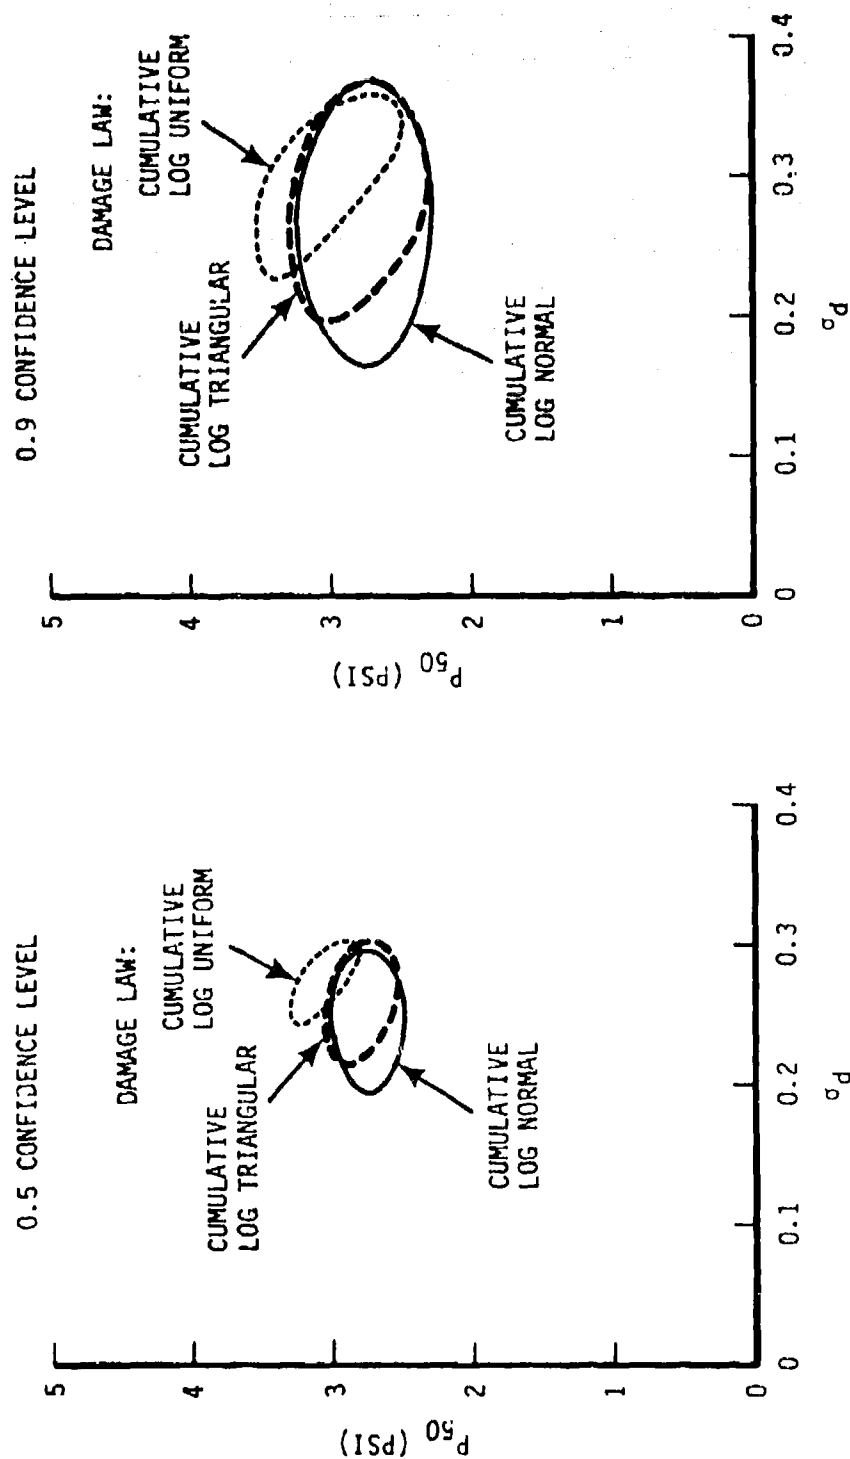 0.5 CONFIDENCE LEVEL
DAMAGE LAW:
CUMULATIVE
LOG UNIFORM
CUMULATIVE
LOG TRIANGULAR
CUMULATIVE
LOG NORMAL
5
4
3
2
1
0
P50 (PSI)
0
0.1
0.2
0.3
0.4
σd
0.9 CONFIDENCE LEVEL
DAMAGE LAW:
CUMULATIVE
LOG UNIFORM
CUMULATIVE
LOG TRIANGULAR
CUMULATIVE
LOG NORMAL
5
4
3
2
1
0
P50 (PSI)
0
0.1
0.2
0.3
0.4
σd